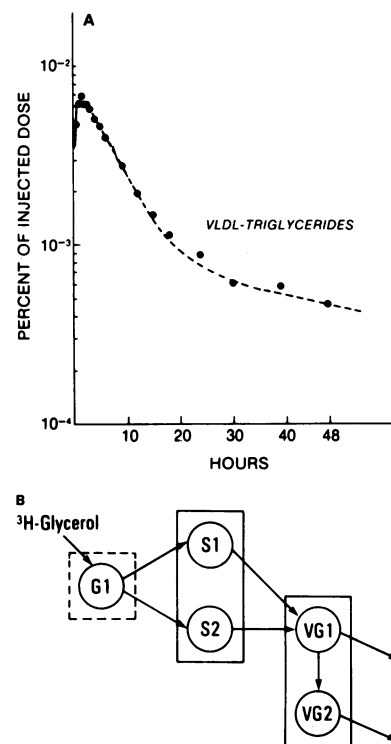 A
10⁻²
10⁻³
10⁻⁴
PERCENT OF INJECTED DOSE
VLDL-TRIGLYCERIDES
10 20 30 40 48
HOURS
B
³H-Glycerol
G1
S1
S2
VG1
VG2